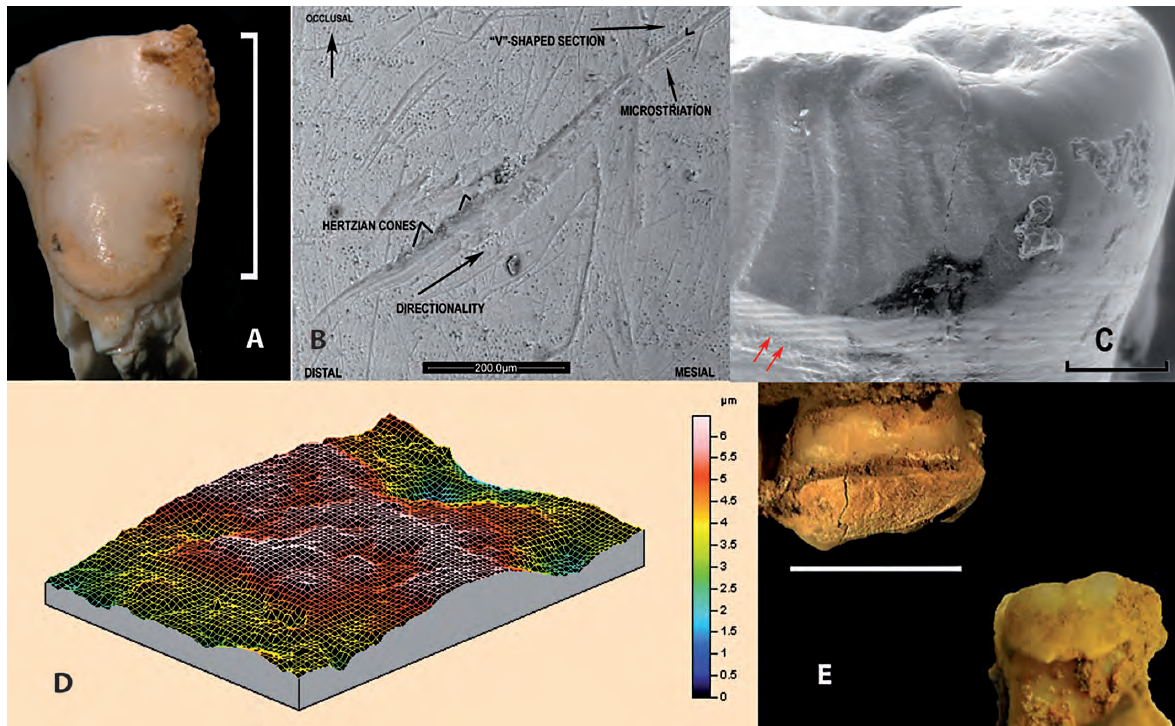 A
OCCLUSAL
"V"-SHAPED SECTION
MICROSTRIATION
HERTZIAN CONES
DIRECTIONALITY
B
200.0µm
DISTAL
MESIAL
C
D
µm
6
5.5
5
4.5
4
3.5
3
2.5
2
1.5
1
0.5
0
E